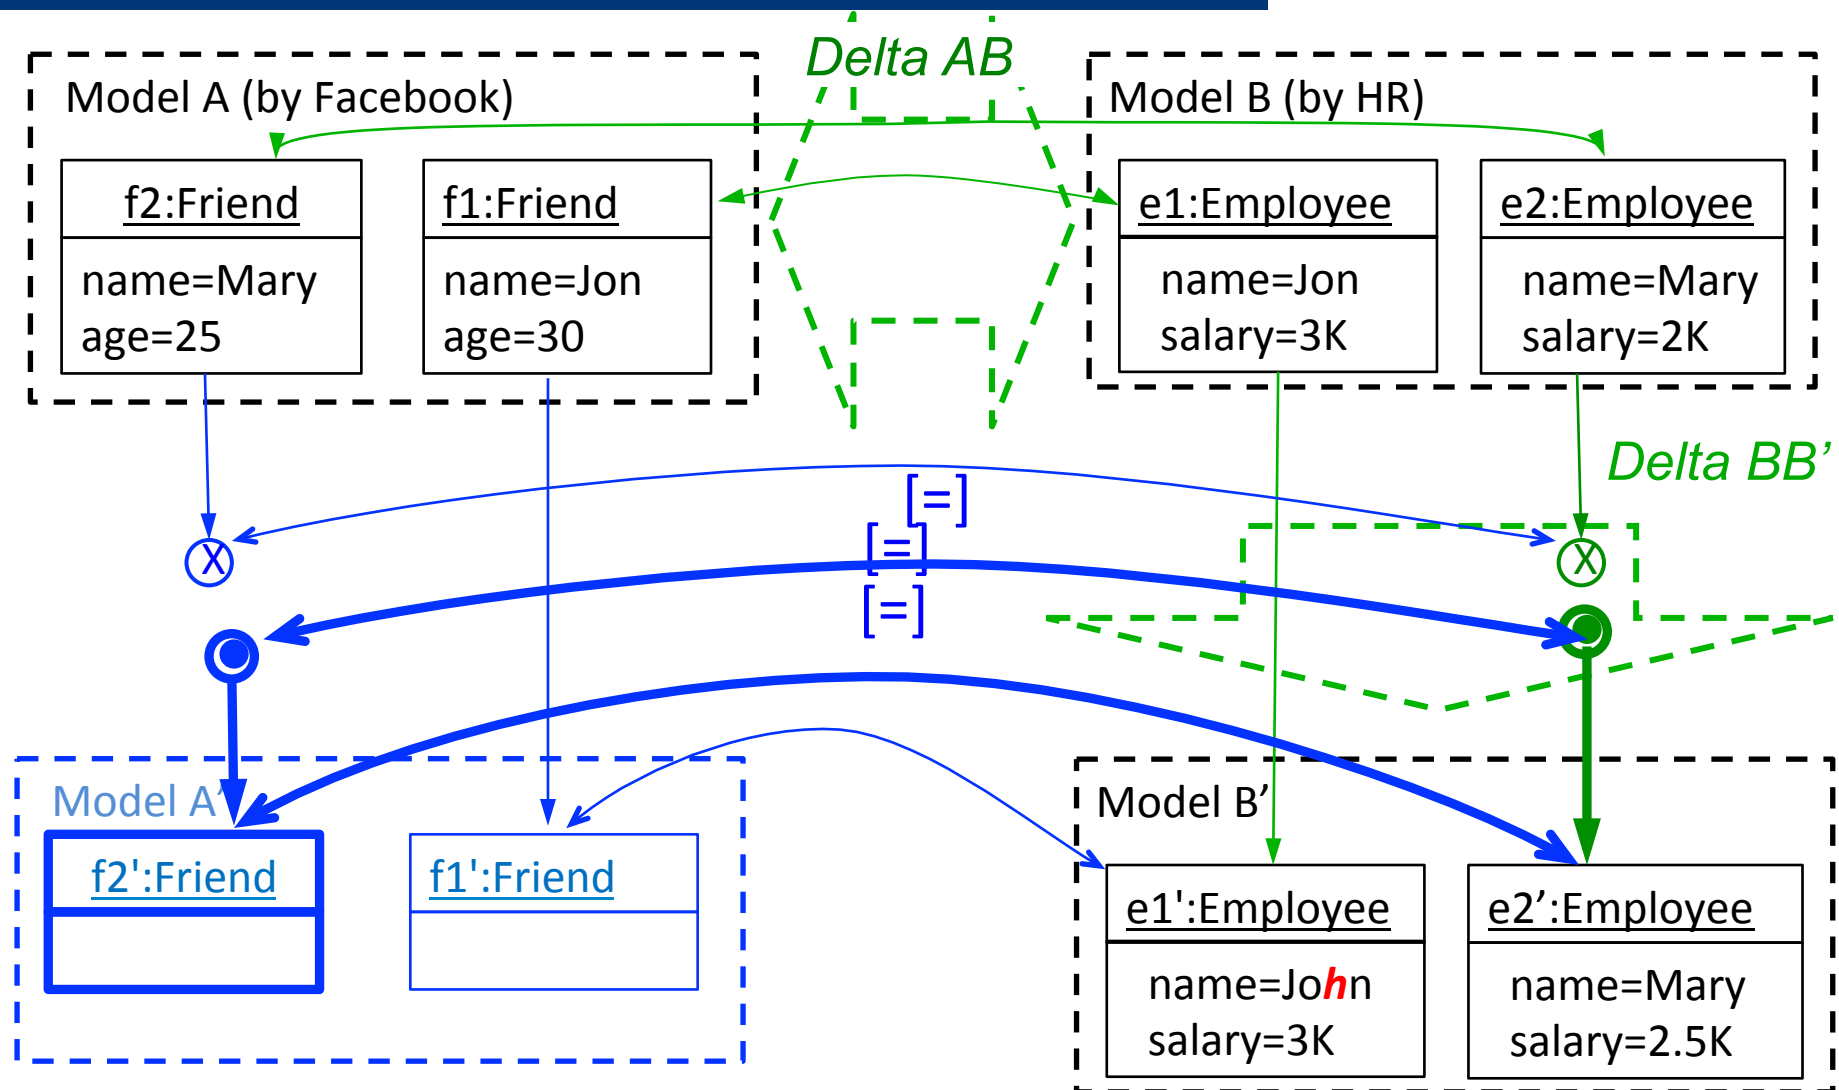 Delta AB
Model A (by Facebook)
f2:Friend
name=Mary
age=25
f1:Friend
name=Jon
age=30
Model B (by HR)
e1:Employee
name=Jon
salary=3K
e2:Employee
name=Mary
salary=2K
Delta BB’
[=]
[=]
[=]
X
X
Model A’
f2':Friend
f1':Friend
Model B’
e1':Employee
name=John
salary=3K
e2’:Employee
name=Mary
salary=2.5K